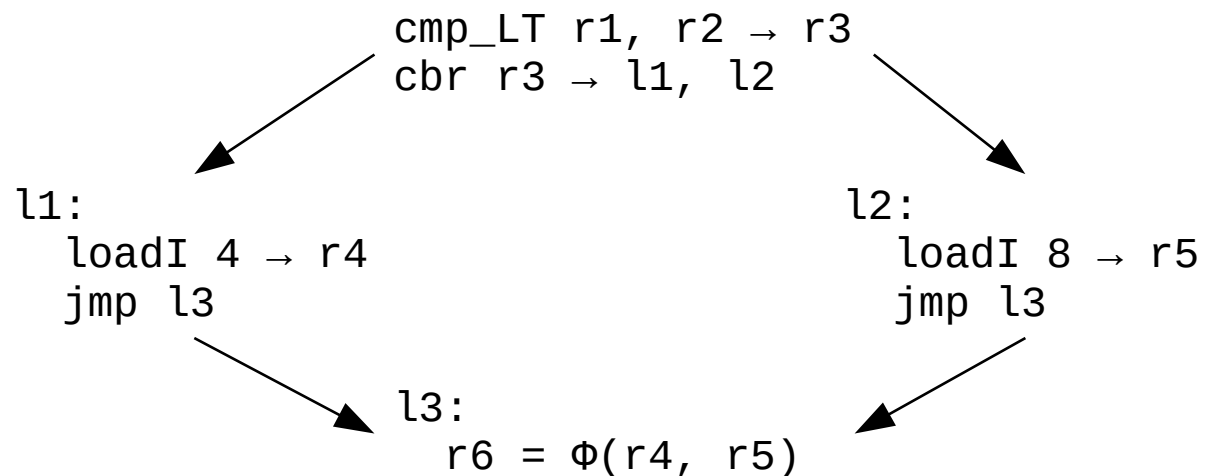 cmp_LT r1, r2 → r3
cbr r3 → l1, l2
l1:
loadI 4 → r4
jmp l3
l2:
loadI 8 → r5
jmp l3
l3:
r6 = Φ(r4, r5)